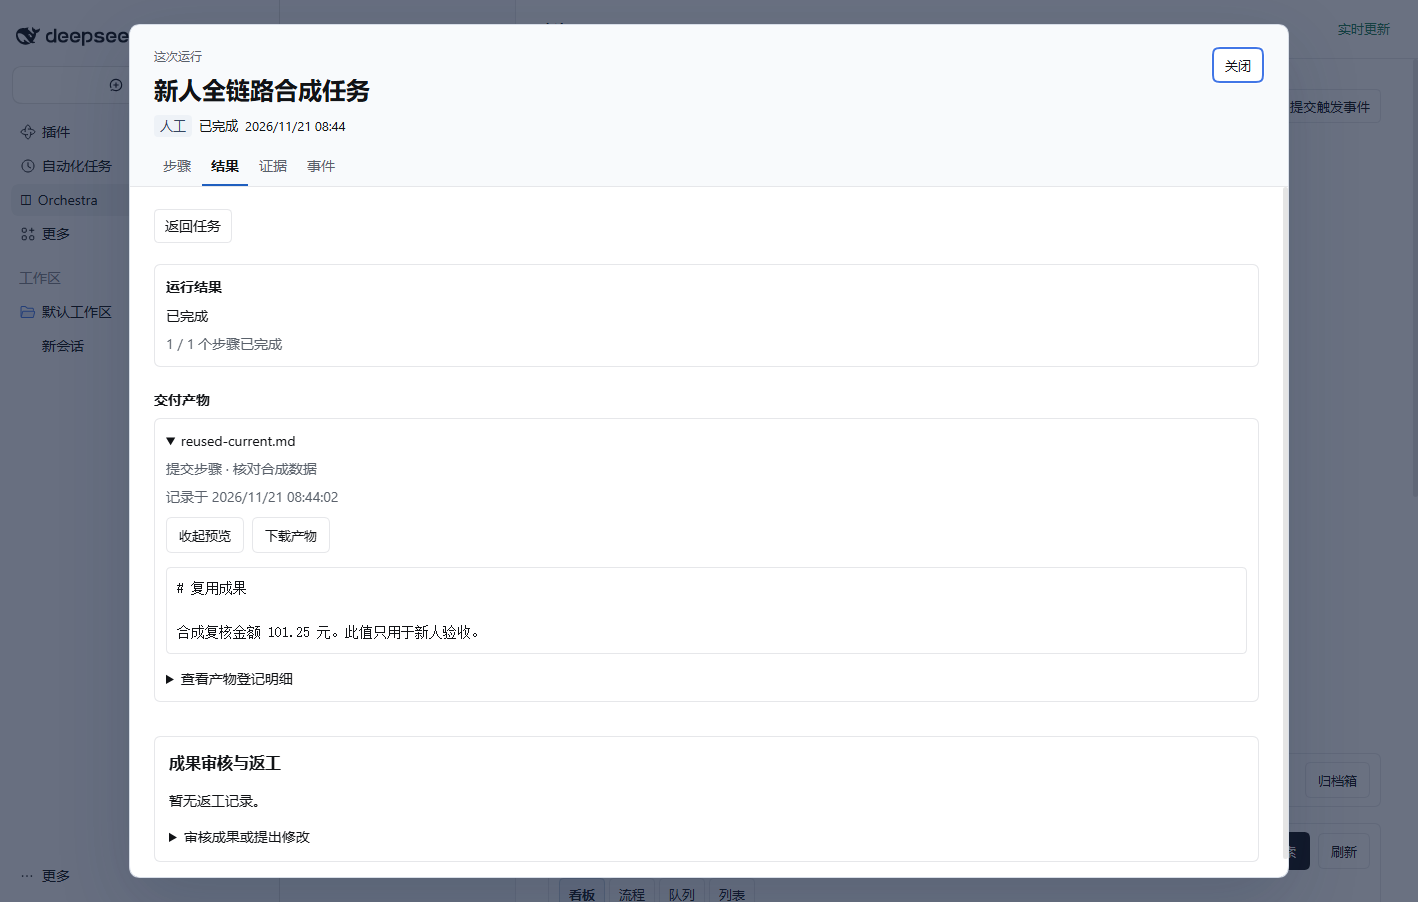 deepsee
插件
自动化任务
Orchestra
更多
工作区
默认工作区
新会话
更多
这次运行
新人全链路合成任务
人工 已完成 2026/11/21 08:44
关闭
步骤 结果 证据 事件
返回任务
运行结果
已完成
1 / 1 个步骤已完成
交付产物
▼ reused-current.md
提交步骤 · 核对合成数据
记录于 2026/11/21 08:44:02
收起预览 下载产物
# 复用成果
合成复核金额 101.25 元。此值只用于新人验收。
▶ 查看产物登记明细
成果审核与返工
暂无返工记录。
▶ 审核成果或提出修改
实时更新
提交触发事件
归档箱
刷新
看板 流程 队列 列表